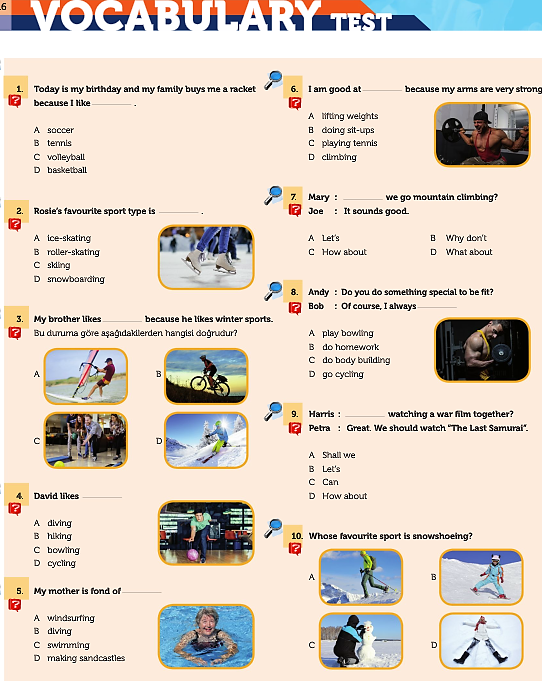 6
VOCABULARY TEST
1. Today is my birthday and my family buys me a racket
because I like ________ .
A soccer
B tennis
C volleyball
D basketball
2. Rosie's favourite sport type is ________ .
A ice-skating
B roller-skating
C skiing
D snowboarding
3. My brother likes ________ because he likes winter sports.
Bu duruma göre aşağıdakilerden hangisi doğrudur?
A
B
C
D
4. David likes ________
A diving
B hiking
C bowling
D cycling
5. My mother is fond of ________
A windsurfing
B diving
C swimming
D making sandcastles
6. I am good at ________ because my arms are very strong
A lifting weights
B doing sit-ups
C playing tennis
D climbing
7. Mary : ________ we go mountain climbing?
Joe : It sounds good.
A Let's B Why don't
C How about D What about
8. Andy : Do you do something special to be fit?
Bob : Of course, I always ________
A play bowling
B do homework
C do body building
D go cycling
9. Harris : ________ watching a war film together?
Petra : Great. We should watch "The Last Samurai".
A Shall we
B Let's
C Can
D How about
10. Whose favourite sport is snowshoeing?
A
B
C
D